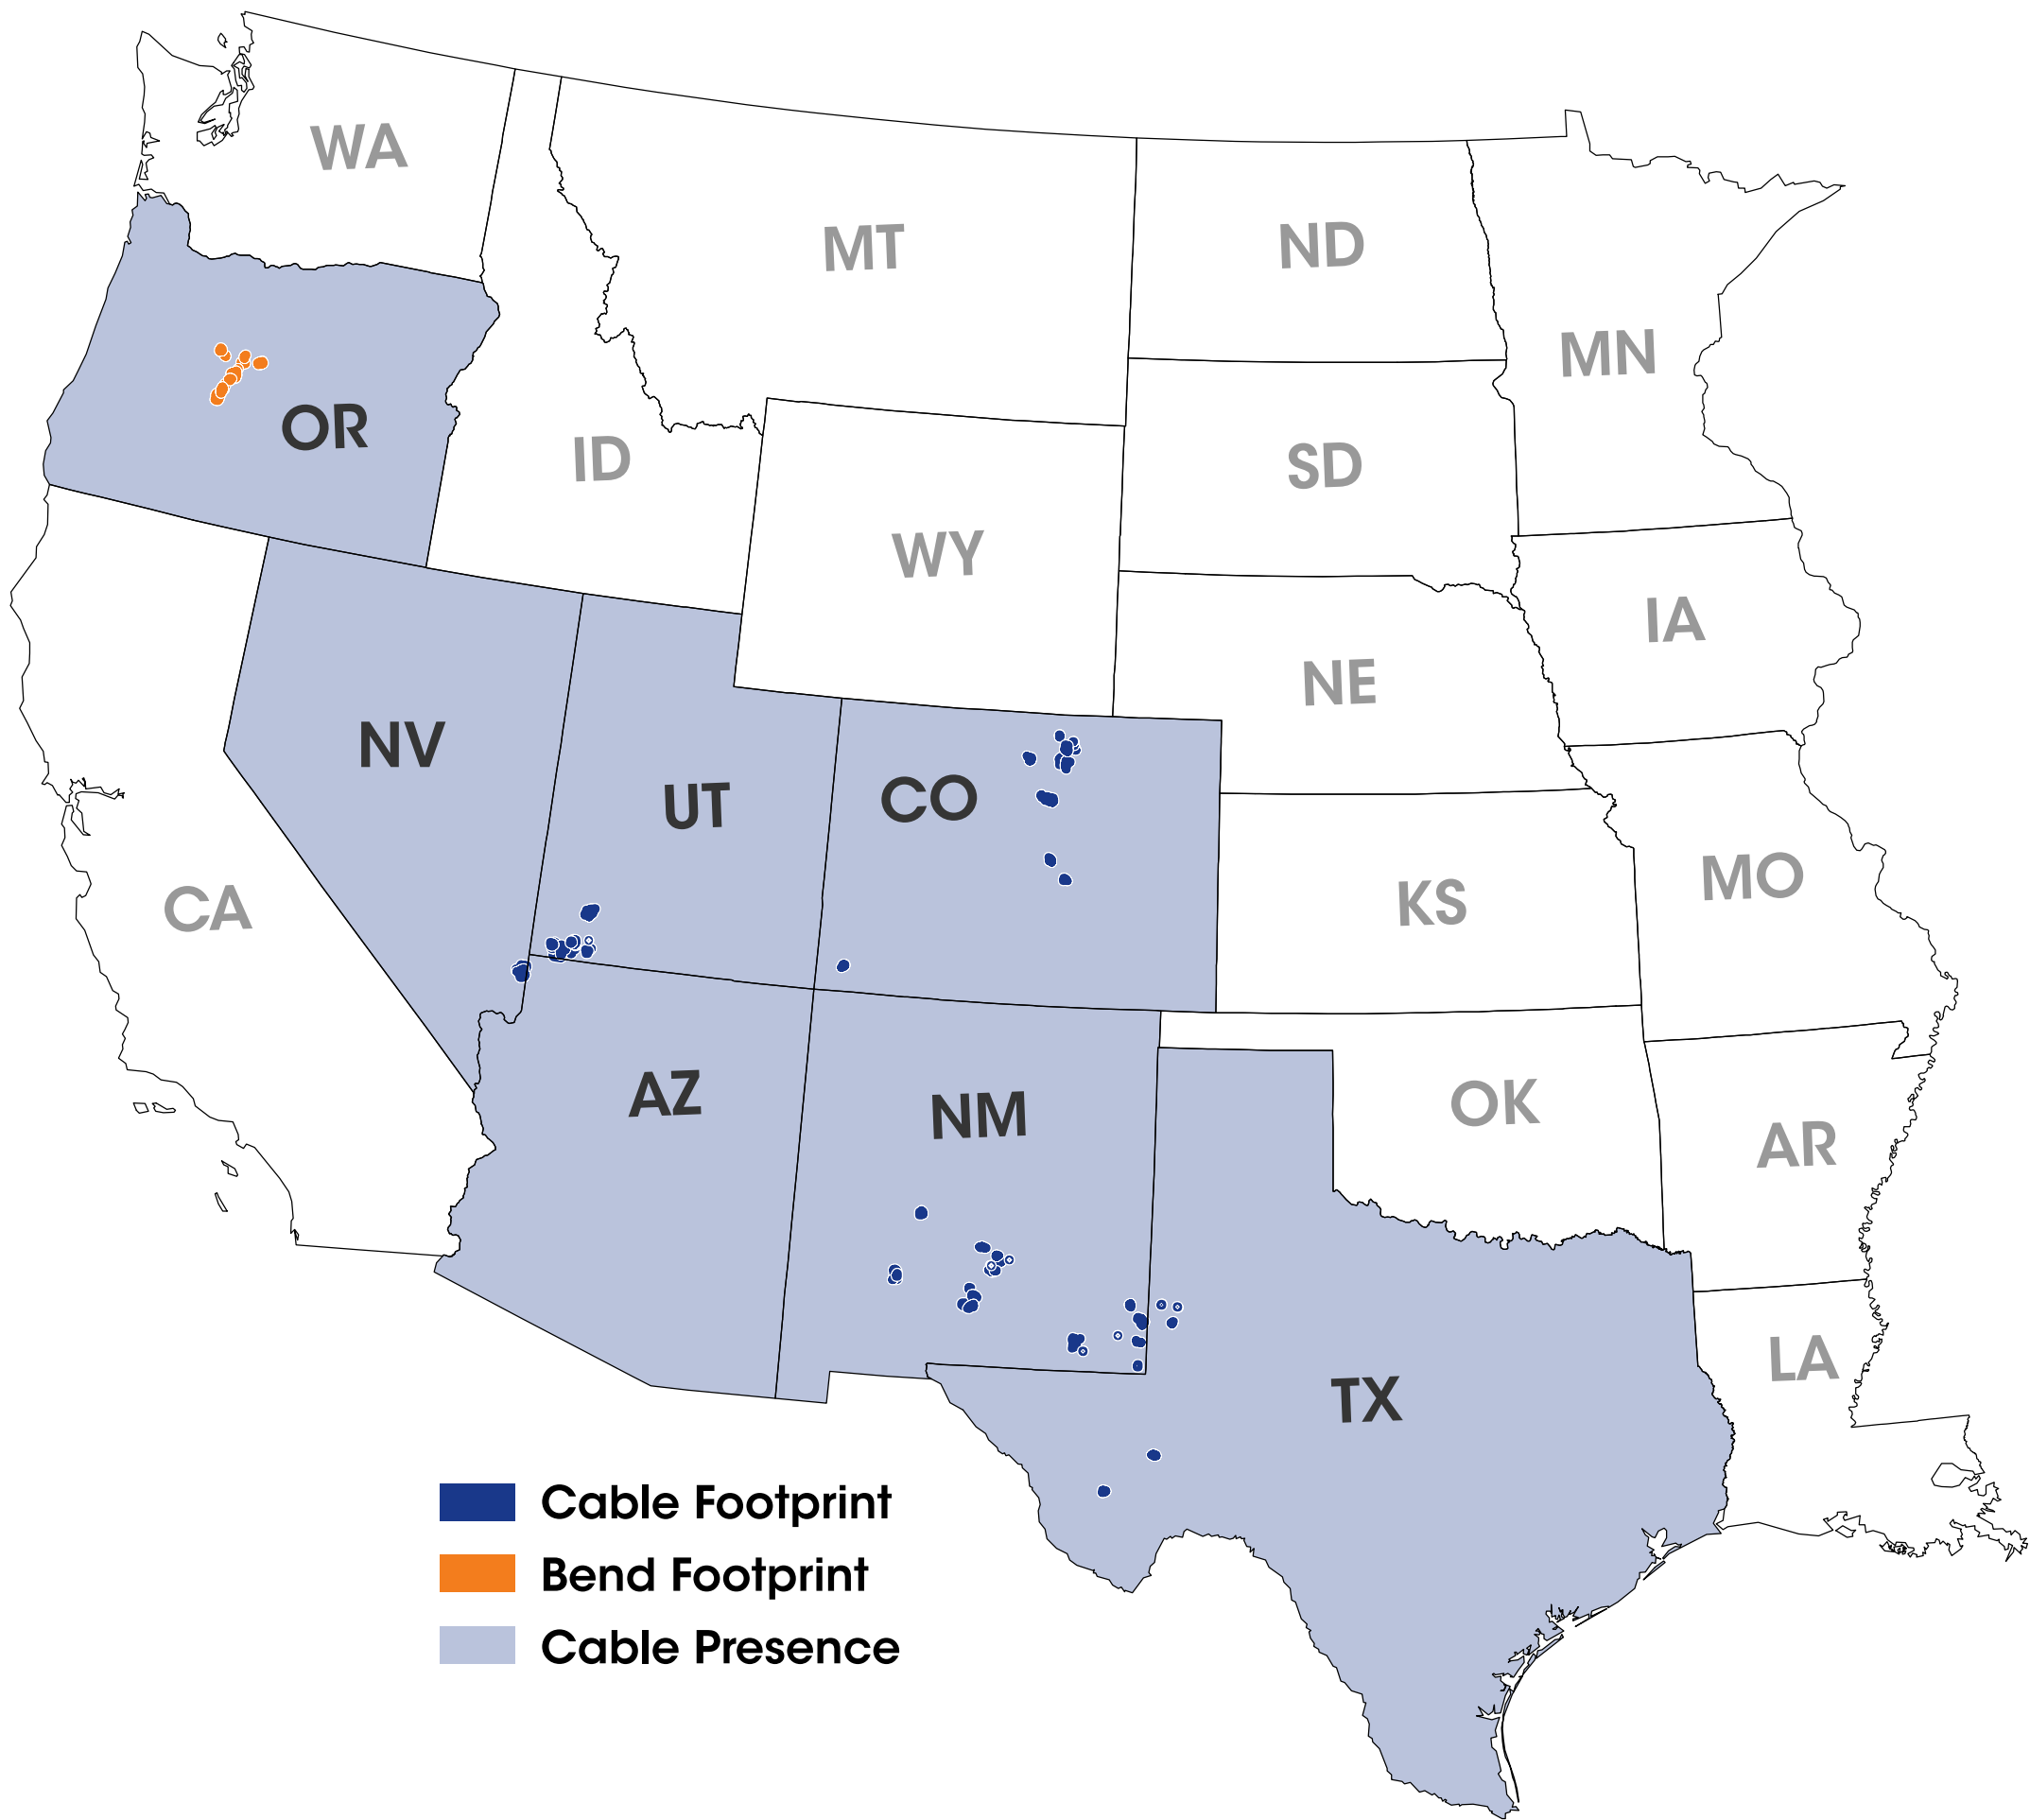 WA
MT
ND
MN
OR
ID
SD
WY
IA
NE
NV
UT
CO
MO
KS
CA
AZ
NM
OK
AR
LA
TX
Cable Footprint
Bend Footprint
Cable Presence